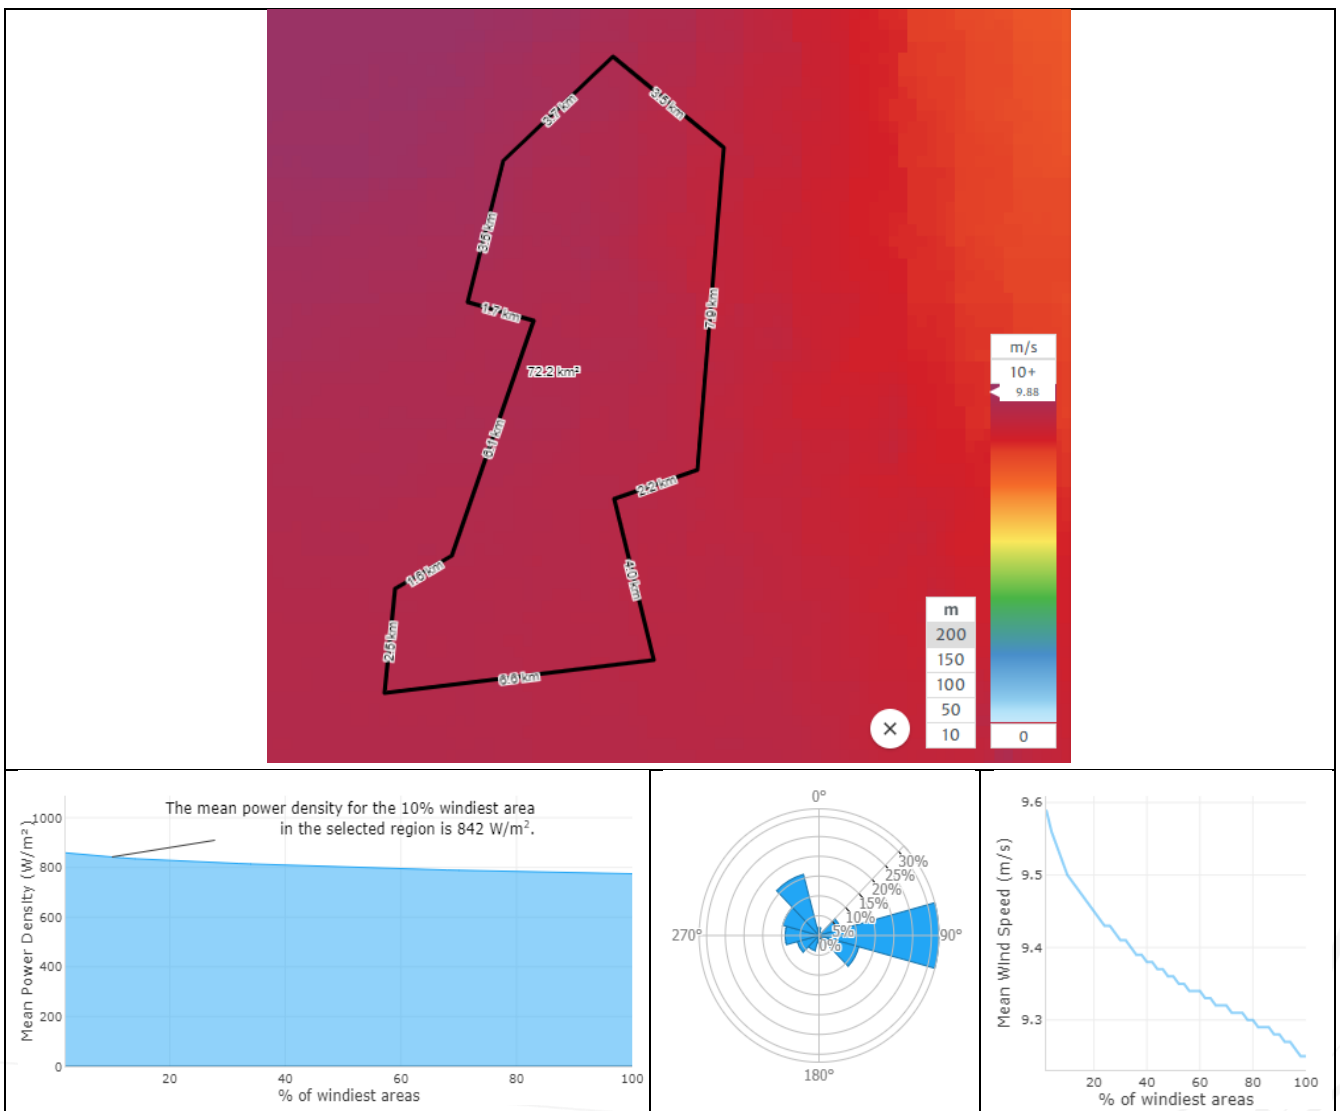 3.7 km
3.5 km
3.5 km
1.7 km
7.9 km
72.2 km²
m/s
10+
9.88
6.1 km
2.2 km
1.6 km
4.0 km
2.5 km
6.6 km
m
200
150
100
50
10
0
The mean power density for the 10% windiest area
in the selected region is 842 W/m².
Mean Power Density (W/m²)
1000
800
600
400
200
0
20
40
60
80
100
% of windiest areas
0°
30%
25%
20%
15%
10%
5%
0%
270°
90°
180°
Mean Wind Speed (m/s)
9.6
9.5
9.4
9.3
20
40
60
80
100
% of windiest areas